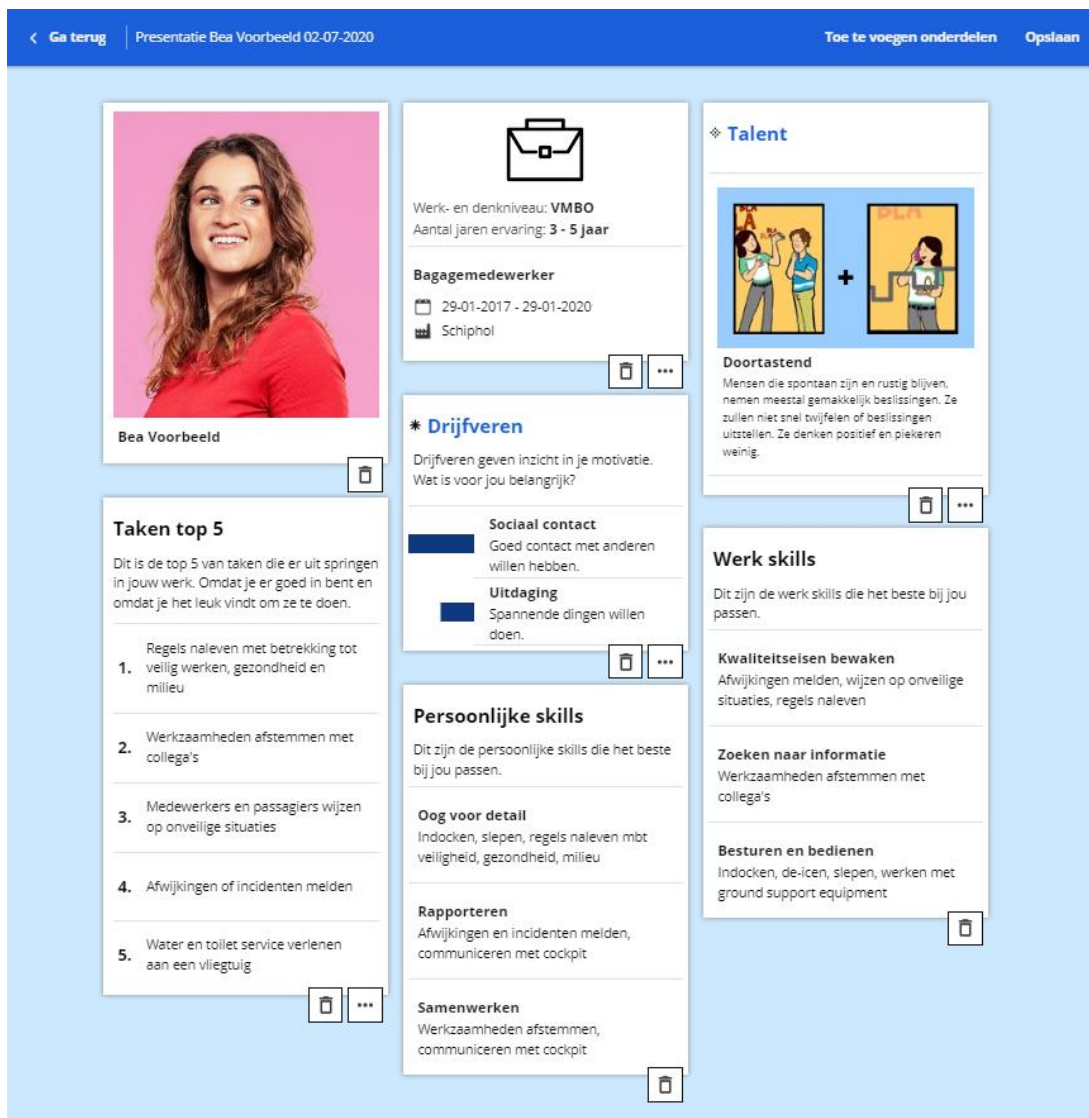 Ga terug
Presentatie Bea Voorbeeld 02-07-2020
Toe te voegen onderdelen
Opslaan
Bea Voorbeeld
Taken top 5
Dit is de top 5 van taken die er uit springen
in jouw werk. Omdat je er goed in bent en
omdat je het leuk vindt om ze te doen.
1. Regels naleven met betrekking tot
veilig werken, gezondheid en
milieu
2. Werkzaamheden afstemmen met
collega's
3. Medewerkers en passagiers wijzen
op onveilige situaties
4. Afwijkingen of incidenten melden
5. Water en toilet service verlenen
aan een vliegtuig
Werk- en denkniveau: VMBO
Aantal jaren ervaring: 3 - 5 jaar
Bagagemedewerker
29-01-2017 - 29-01-2020
Schiphol
Drijfveren
Drijfveren geven inzicht in je motivatie.
Wat is voor jou belangrijk?
Sociaal contact
Goed contact met anderen
willen hebben.
Uitdaging
Spannende dingen willen
doen.
Persoonlijke skills
Dit zijn de persoonlijke skills die het beste
bij jou passen.
Oog voor detail
Indocken, slepen, regels naleven mbt
veiligheid, gezondheid, milieu
Rapporteren
Afwijkingen en incidenten melden,
communiceren met cockpit
Samenwerken
Werkzaamheden afstemmen,
communiceren met cockpit
Talent
BLA
BLA
Doortastend
Mensen die spontaan zijn en rustig blijven,
nemen meestal gemakkelijk beslissingen. Ze
zullen niet snel twijfelen of beslissingen
uitstellen. Ze denken positief en piekeren
weinig.
Werk skills
Dit zijn de werk skills die het beste bij jou
passen.
Kwaliteitseisen bewaken
Afwijkingen melden, wijzen op onveilige
situaties, regels naleven
Zoeken naar informatie
Werkzaamheden afstemmen met
collega's
Besturen en bedienen
Indocken, de-icen, slepen, werken met
ground support equipment